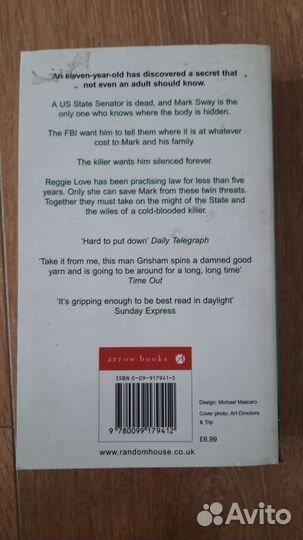 An eleven-year-old has discovered a secret that
not even an adult should know.
A US State Senator is dead, and Mark Sway is the
only one who knows where the body is hidden.
The FBI want him to tell them where it is at whatever
cost to Mark and his family.
The killer wants him silenced forever.
Reggie Love has been practising law for less than five
years. Only she can save Mark from these twin threats.
Together they must take on the might of the State and
the wiles of a cold-blooded killer.
‘Hard to put down’ Daily Telegraph
‘Take it from me, this man Grisham spins a damned good
yarn and is going to be around for a long, long time’
Time Out
‘It’s gripping enough to be best read in daylight’
Sunday Express
arrow books A
ISBN 0-09-917941-5
9 780099 179412
Design: Michael Mascaro
Cover photo: Art Directors
& Trip
£6.99
www.randomhouse.co.uk
Avito